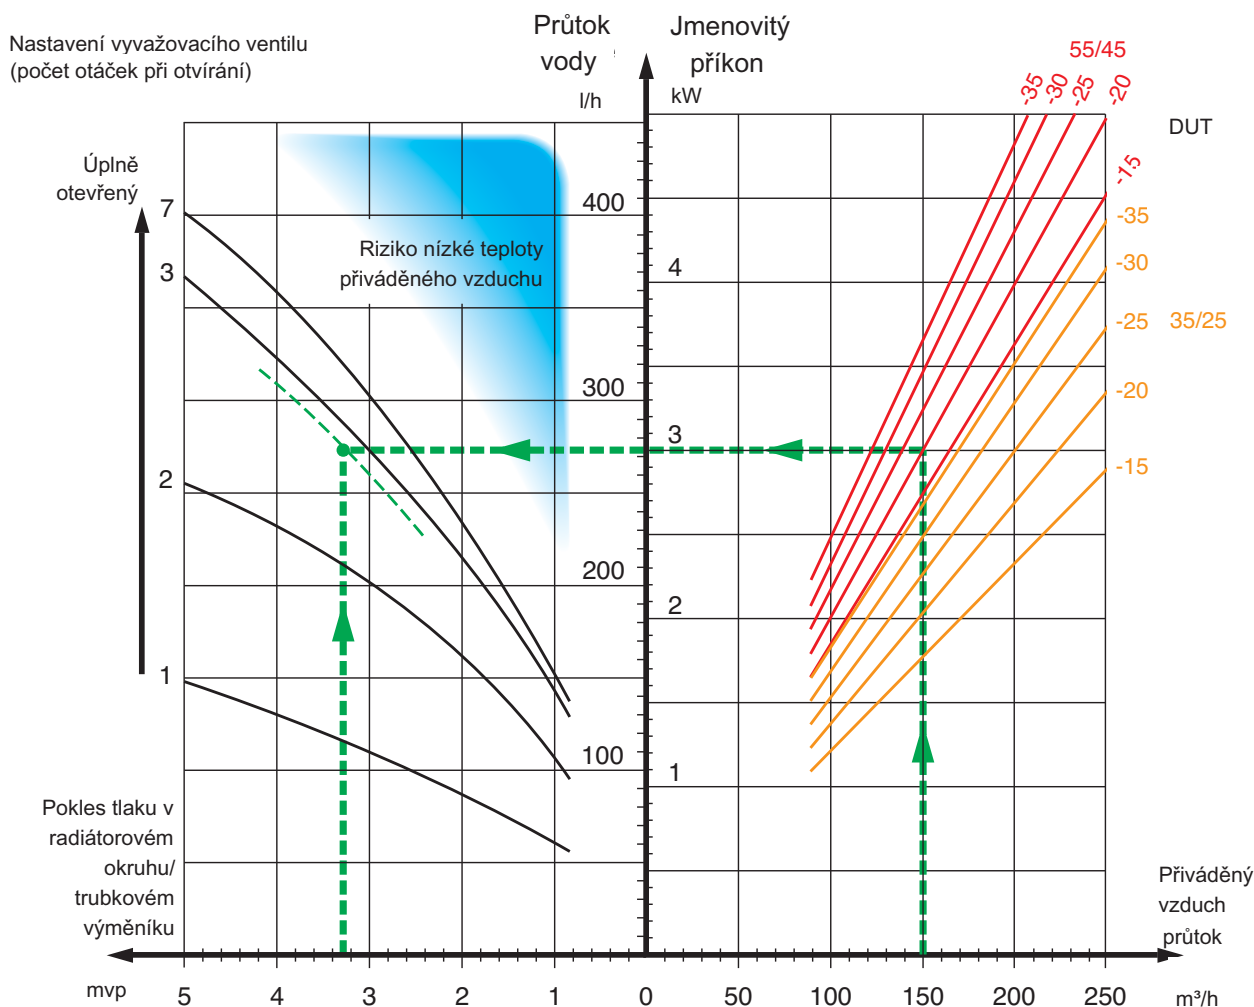 Nastavení vyvažovacího ventilu
(počet otáček při otvírání)
Průtok
vody
l/h
Jmenovitý
příkon
kW
55/45
-35
-30
-25
-20
DUT
-15
-35
-30
-25
35/25
-20
-15
Úplně
otevřený
7
3
2
1
Riziko nízké teploty
přiváděného vzduchu
400
300
200
100
4
3
2
1
Pokles tlaku v
radiátorovém
okruhu/
trubkovém
výměníku
Přiváděný
vzduch
průtok
mvp
5
4
3
2
1
0
50
100
150
200
250
m³/h